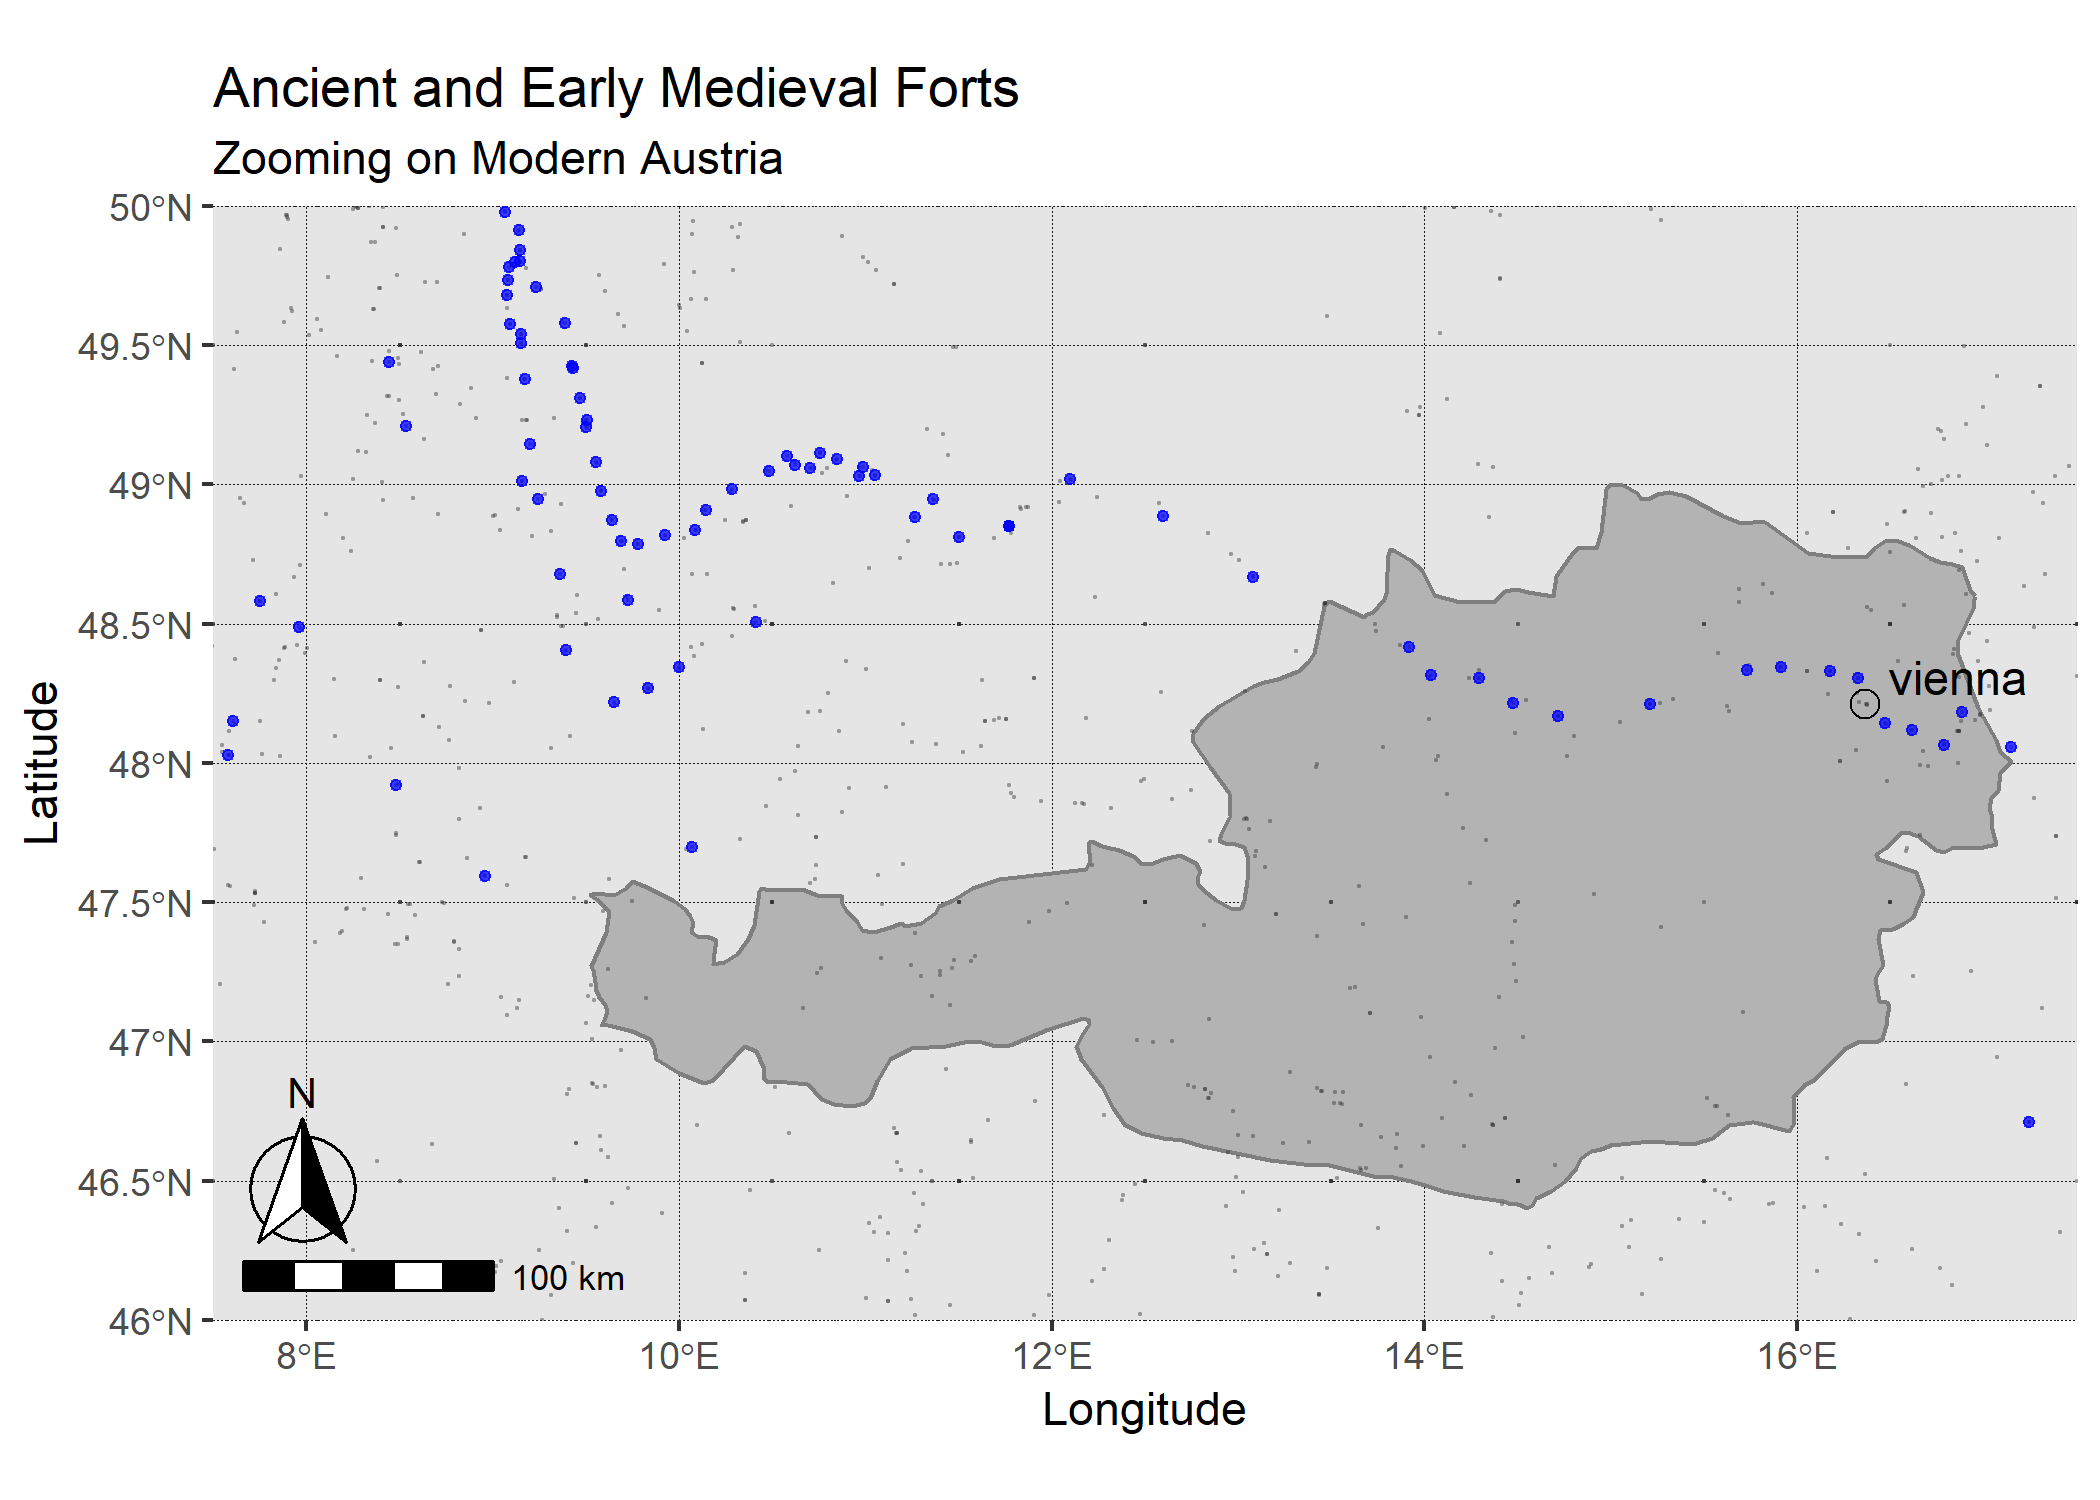 Ancient and Early Medieval Forts
Zooming on Modern Austria
50°N
49.5°N
49°N
48.5°N
48°N
47.5°N
47°N
46.5°N
46°N
Latitude
vienna
N
100 km
8°E
10°E
12°E
14°E
16°E
Longitude